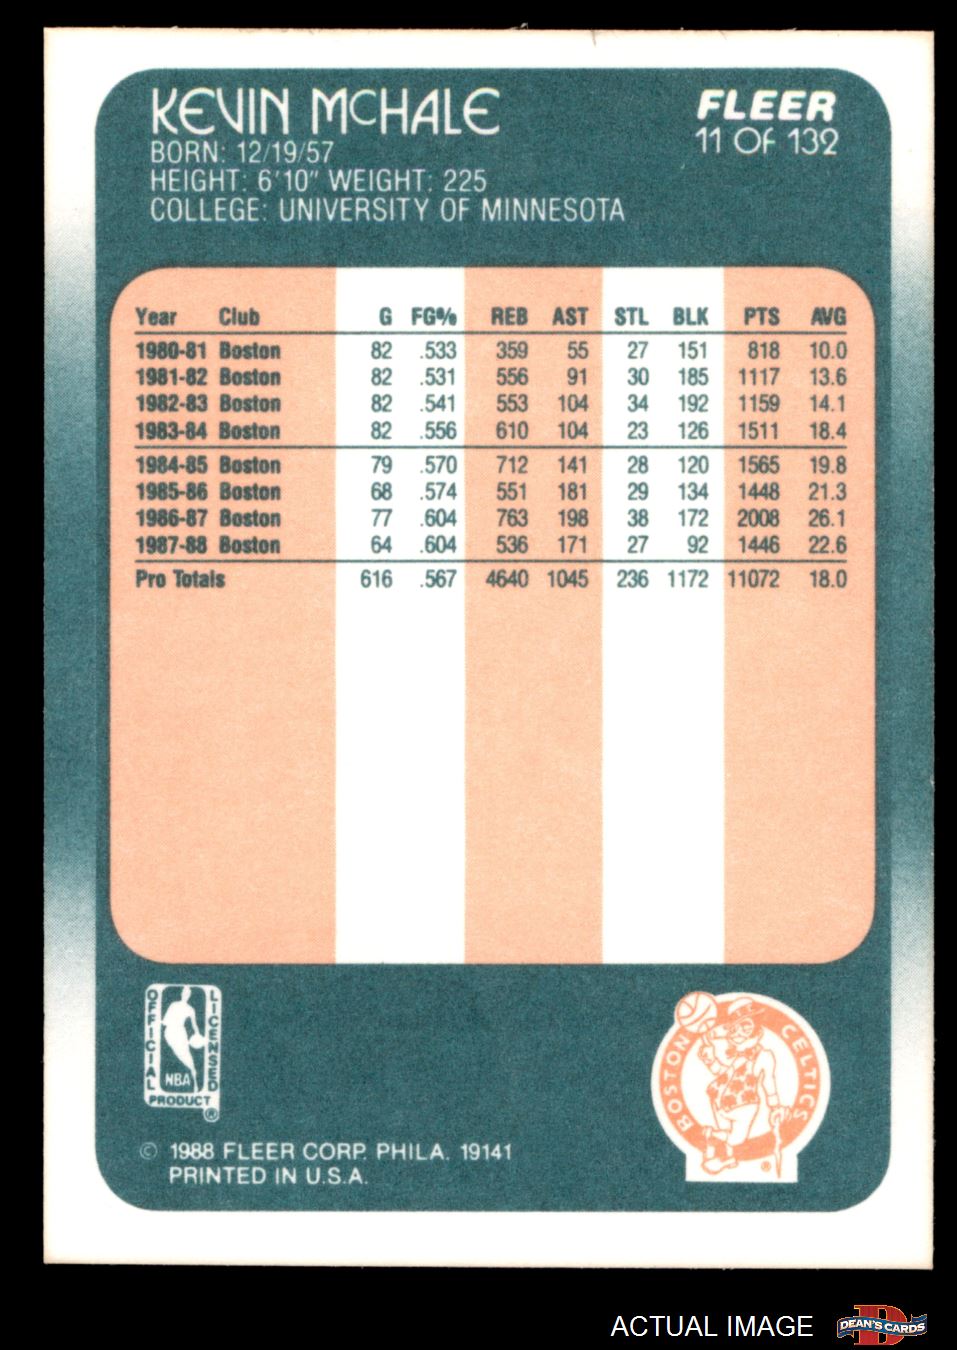 KEVIN McHALE
FLEER
11 OF 132
BORN: 12/19/57
HEIGHT: 6'10" WEIGHT: 225
COLLEGE: UNIVERSITY OF MINNESOTA
Year Club G FG% REB AST STL BLK PTS AVG
1980-81 Boston 82 .533 359 55 27 151 818 10.0
1981-82 Boston 82 .531 556 91 30 185 1117 13.6
1982-83 Boston 82 .541 553 104 34 192 1159 14.1
1983-84 Boston 82 .556 610 104 23 126 1511 18.4
1984-85 Boston 79 .570 712 141 28 120 1565 19.8
1985-86 Boston 68 .574 551 181 29 134 1448 21.3
1986-87 Boston 77 .604 763 198 38 172 2008 26.1
1987-88 Boston 64 .604 536 171 27 92 1446 22.6
Pro Totals 616 .567 4640 1045 236 1172 11072 18.0
OFFICIAL LICENSED
NBA
PRODUCT
®
BOSTON CELTICS
®
© 1988 FLEER CORP. PHILA. 19141
PRINTED IN U.S.A.
ACTUAL IMAGE
D
DEAN'S CARDS